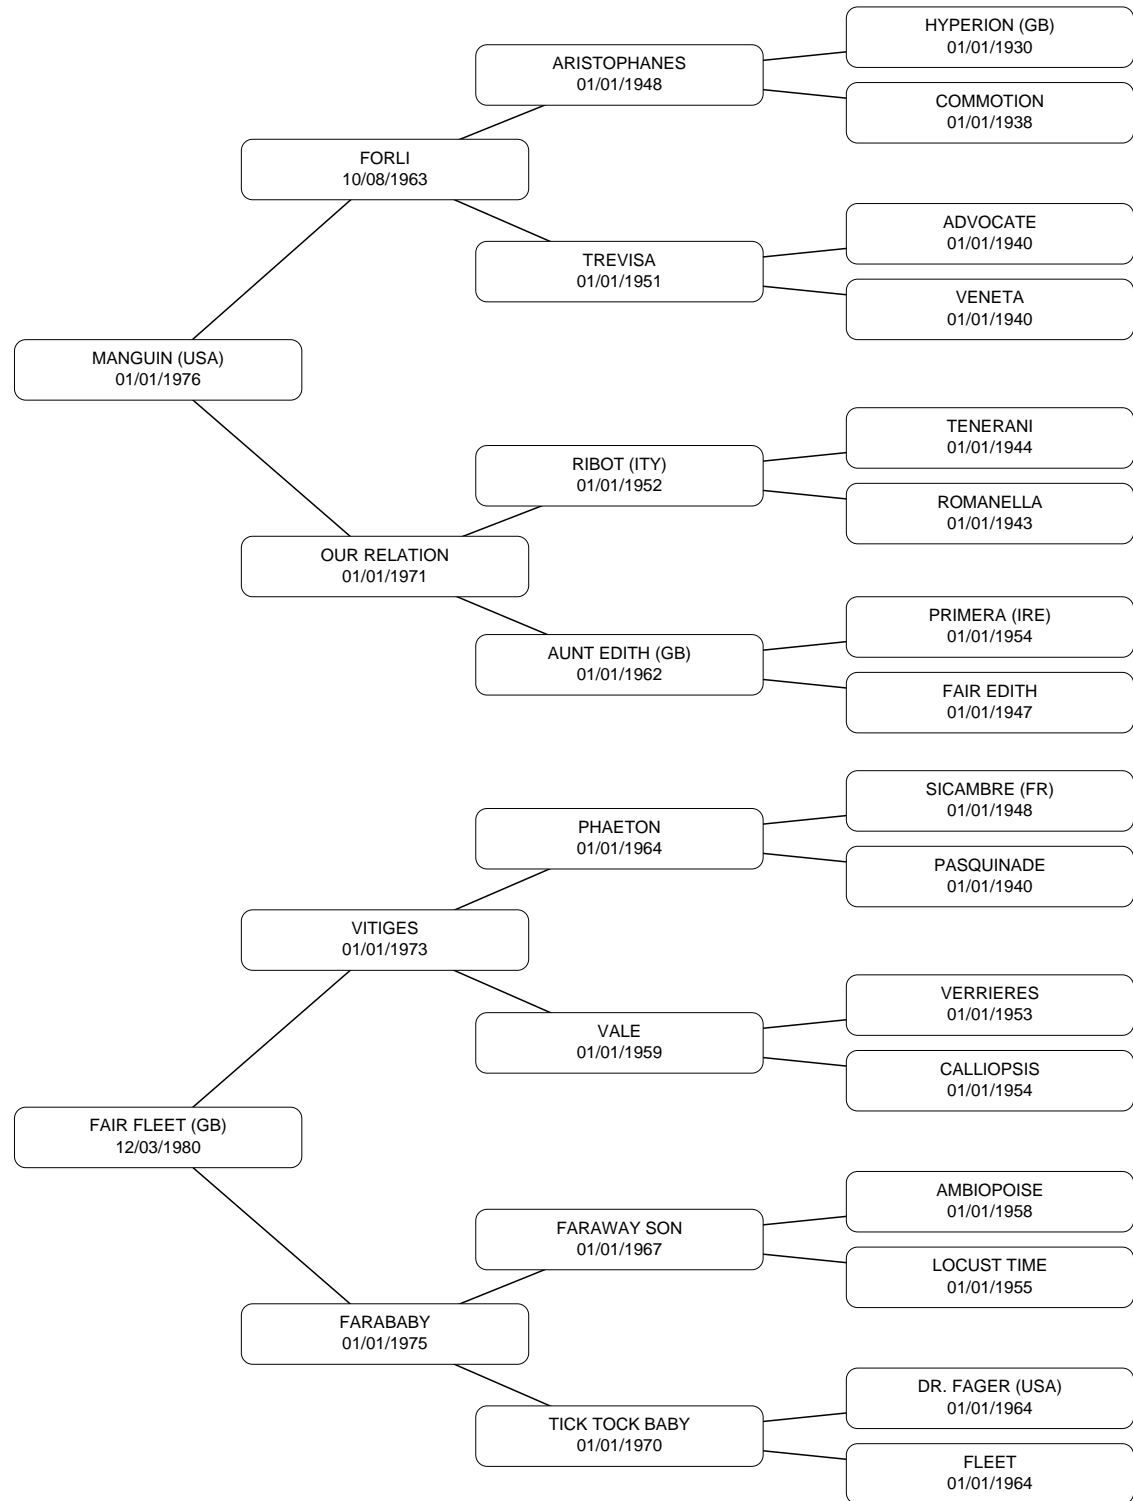 HYPERION (GB)
01/01/1930
ARISTOPHANES
01/01/1948
COMMOTION
01/01/1938
FORLI
10/08/1963
ADVOCATE
01/01/1940
TREVISA
01/01/1951
VENETA
01/01/1940
MANGUIN (USA)
01/01/1976
TENERANI
01/01/1944
RIBOT (ITY)
01/01/1952
ROMANELLA
01/01/1943
OUR RELATION
01/01/1971
PRIMERA (IRE)
01/01/1954
AUNT EDITH (GB)
01/01/1962
FAIR EDITH
01/01/1947
SICAMBRE (FR)
01/01/1948
PHAETON
01/01/1964
PASQUINADE
01/01/1940
VITIGES
01/01/1973
VERRIERES
01/01/1953
VALE
01/01/1959
CALLIOPSIS
01/01/1954
FAIR FLEET (GB)
12/03/1980
AMBIOPOISE
01/01/1958
FARAWAY SON
01/01/1967
LOCUST TIME
01/01/1955
FARABABY
01/01/1975
DR. FAGER (USA)
01/01/1964
TICK TOCK BABY
01/01/1970
FLEET
01/01/1964